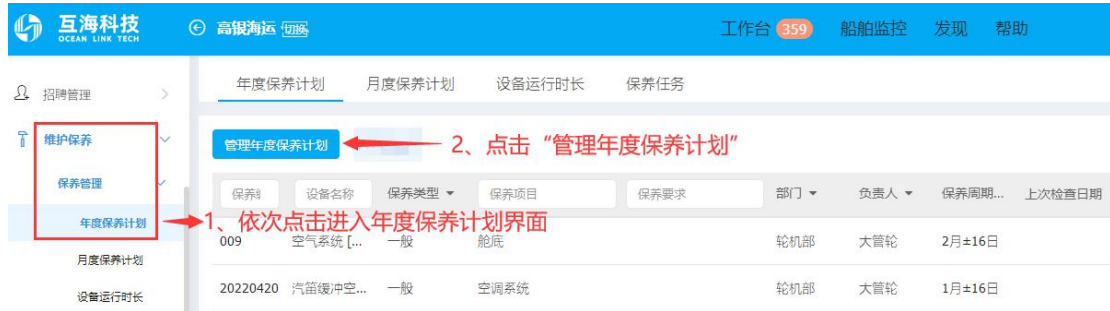 互海科技
OCEAN LINK TECH
高银海运 切换
工作台 359 船舶监控 发现 帮助
招聘管理
年度保养计划 月度保养计划 设备运行时长 保养任务
维护保养
管理年度保养计划
2、点击“管理年度保养计划”
保养管理
设备名称 保养类型 保养项目 保养要求 部门 负责人 保养周期... 上次检查日期
年度保养计划
1、依次点击进入年度保养计划界面
009 空气系统 [... 一般 舱底 轮机部 大管轮 2月±16日
月度保养计划
20220420 汽笛缓冲空... 一般 空调系统 轮机部 大管轮 1月±16日
设备运行时长